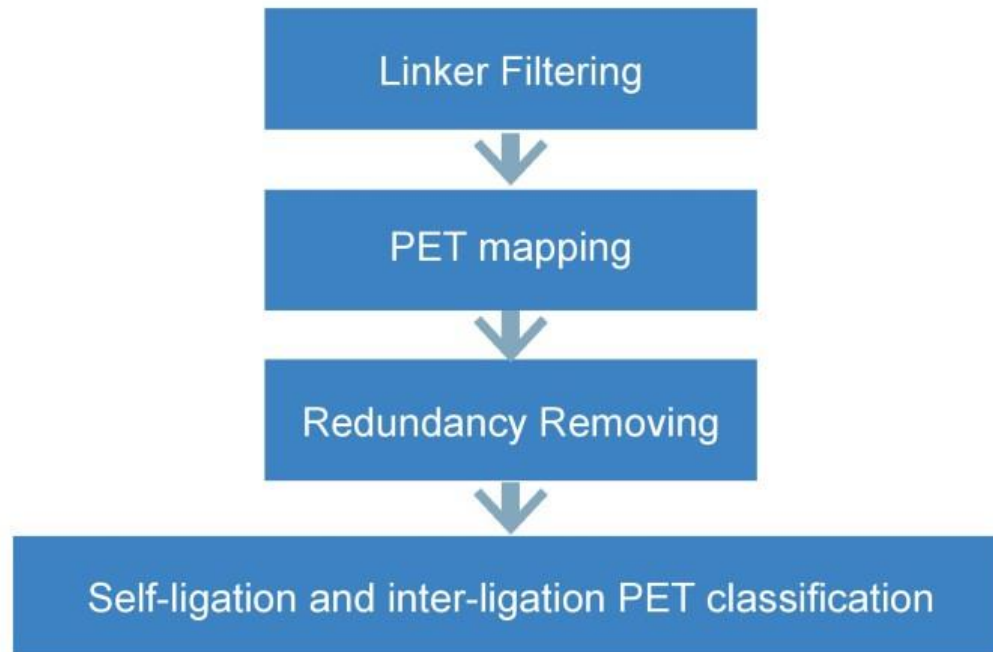 Linker Filtering
PET mapping
Redundancy Removing
Self-ligation and inter-ligation PET classification